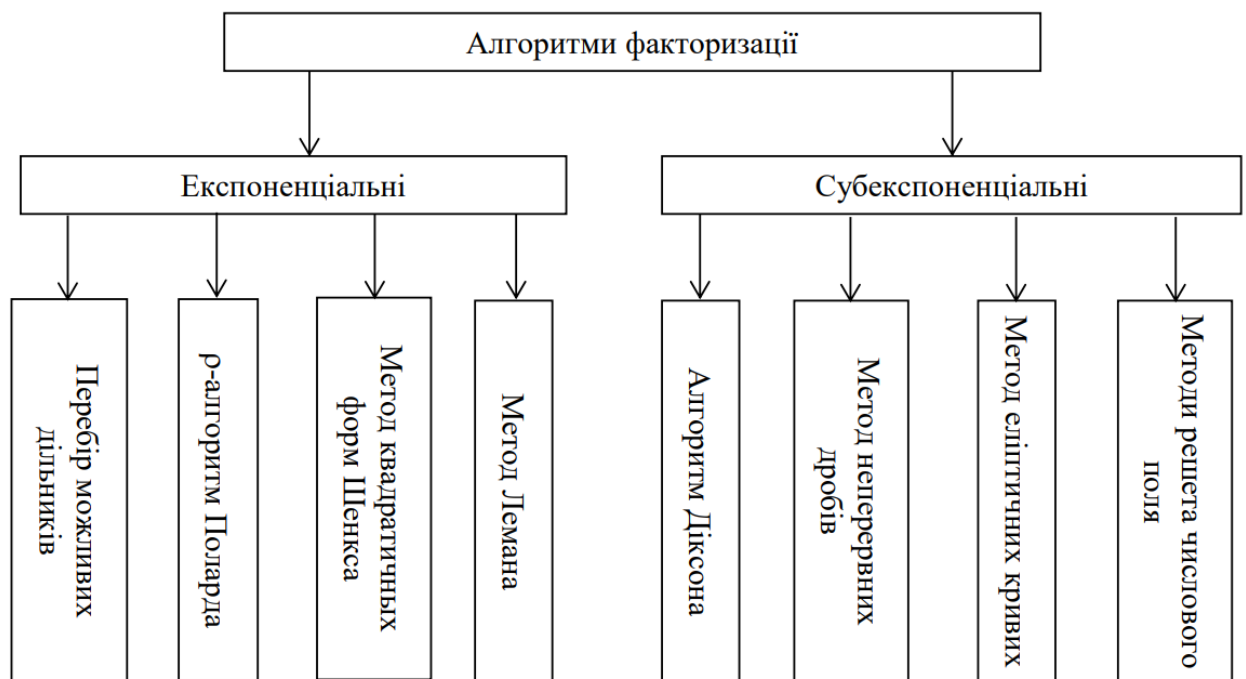 Алгоритми факторизації
Експоненціальні
Субекспоненціальні
Перебір можливих
дільників
ρ-алгоритм Поларда
Метод квадратичных
форм Шенкса
Метод Лемана
Алгоритм Діксона
Метод неперервних
дробів
Метод еліптичних кривих
Методи решета числового
поля